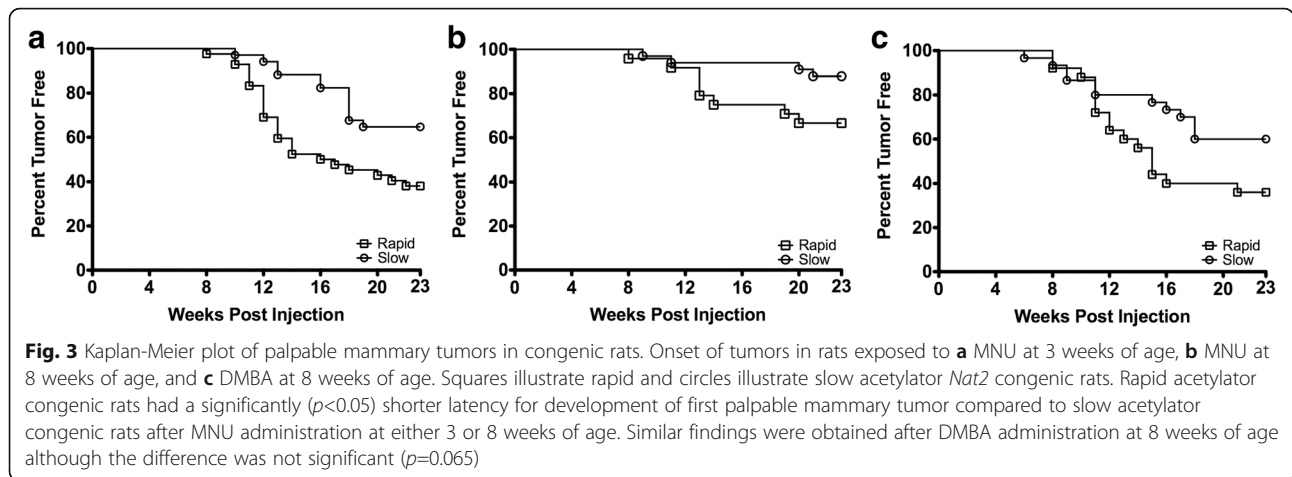 a
100
80
60
40
20
0
Percent Tumor Free
0 4 8 12 16 20 23
Weeks Post Injection
Rapid
Slow
b
100
80
60
40
20
0
Percent Tumor Free
0 4 8 12 16 20 23
Weeks Post Injection
Rapid
Slow
c
100
80
60
40
20
0
Percent Tumor Free
0 4 8 12 16 20 23
Weeks Post Injection
Rapid
Slow
Fig. 3 Kaplan-Meier plot of palpable mammary tumors in congenic rats. Onset of tumors in rats exposed to a MNU at 3 weeks of age, b MNU at
8 weeks of age, and c DMBA at 8 weeks of age. Squares illustrate rapid and circles illustrate slow acetylator Nat2 congenic rats. Rapid acetylator
congenic rats had a significantly (p<0.05) shorter latency for development of first palpable mammary tumor compared to slow acetylator
congenic rats after MNU administration at either 3 or 8 weeks of age. Similar findings were obtained after DMBA administration at 8 weeks of age
although the difference was not significant (p=0.065)